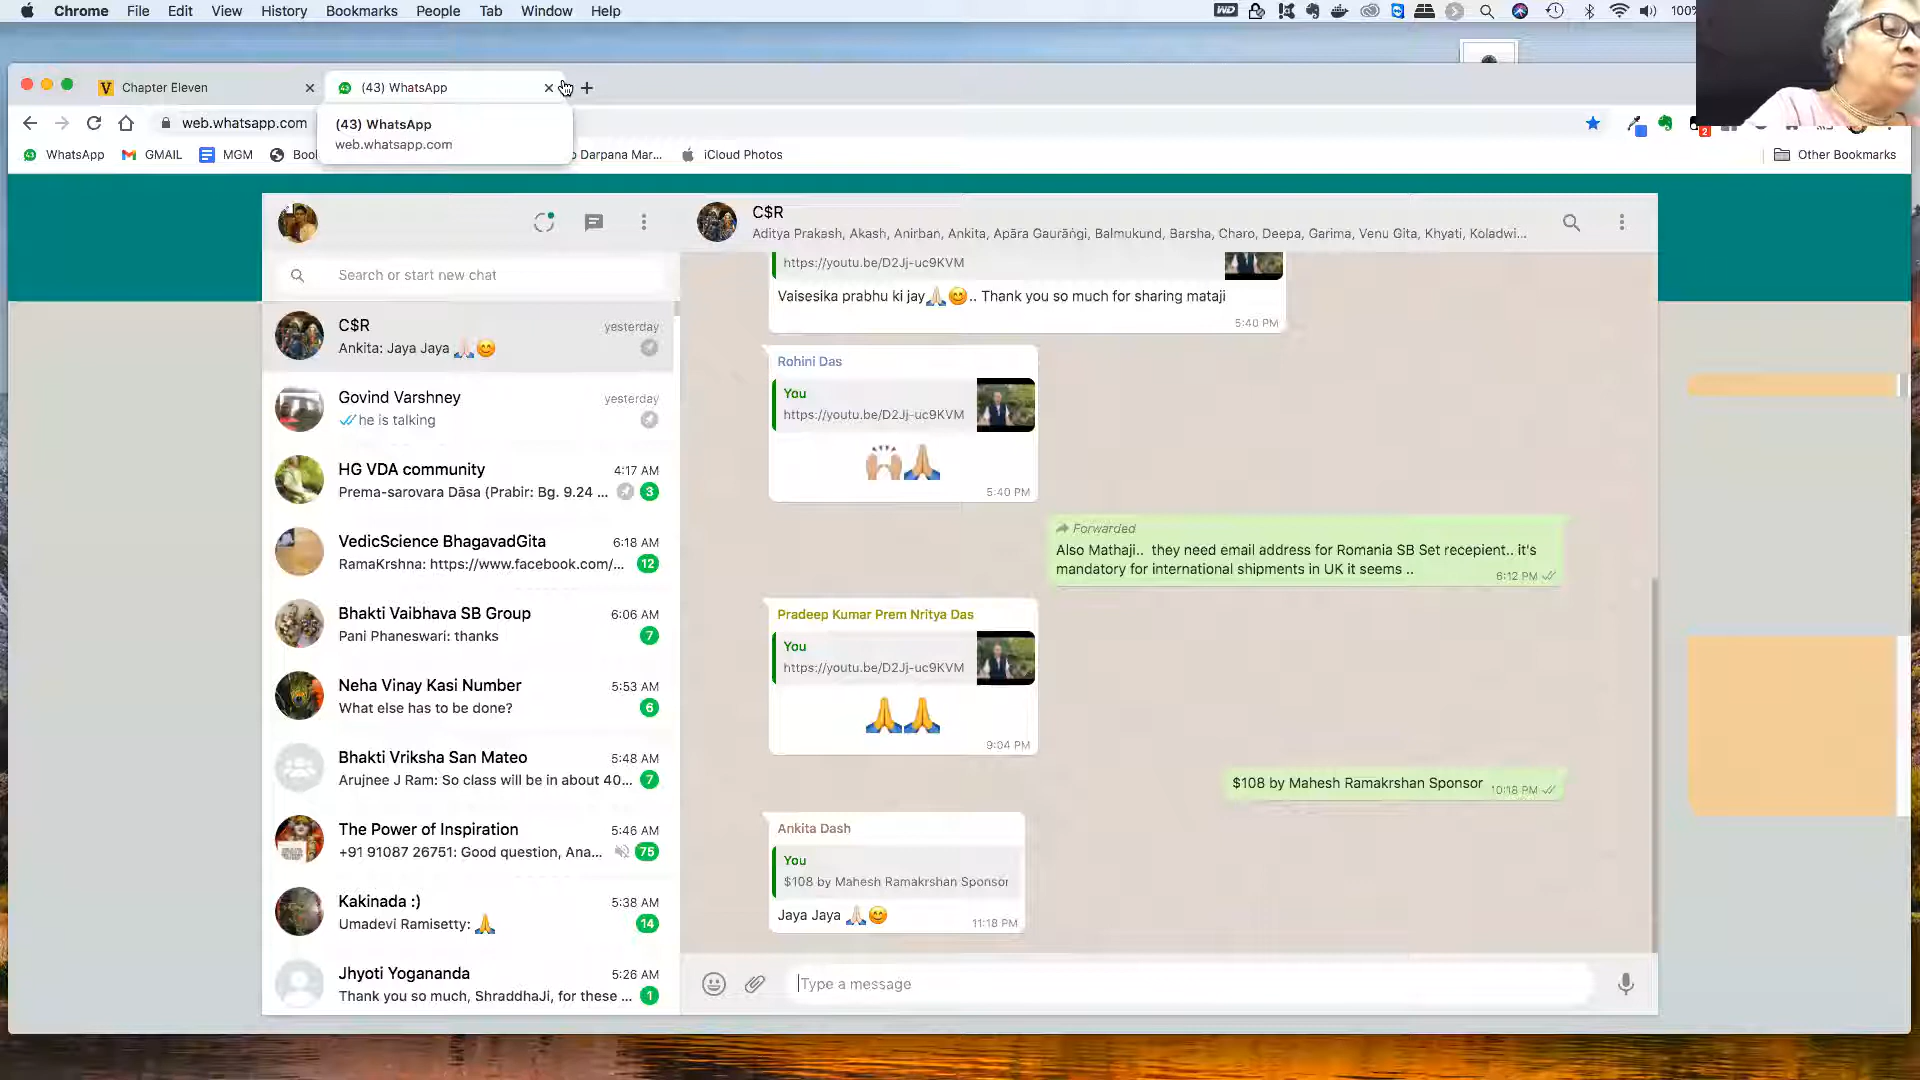 Chrome File Edit View History Bookmarks People Tab Window Help
100%
Chapter Eleven
(43) WhatsApp
web.whatsapp.com
(43) WhatsApp
web.whatsapp.com
WhatsApp GMAIL MGM Darpana Mar... iCloud Photos Other Bookmarks
Search or start new chat
C$R yesterday
Ankita: Jaya Jaya 🙏🏻😊
Govind Varshney yesterday
he is talking
HG VDA community 4:17 AM
Prema-sarovara Dāsa (Prabir: Bg. 9.24 ... 3
VedicScience BhagavadGita 6:18 AM
RamaKrshna: https://www.facebook.com/... 12
Bhakti Vaibhava SB Group 6:06 AM
Pani Phaneswari: thanks 7
Neha Vinay Kasi Number 5:53 AM
What else has to be done? 6
Bhakti Vriksha San Mateo 5:48 AM
Arujnee J Ram: So class will be in about 40... 7
The Power of Inspiration 5:46 AM
+91 91087 26751: Good question, Ana... 75
Kakinada :) 5:38 AM
Umadevi Ramisetty: 🙏 14
Jhyoti Yogananda 5:26 AM
Thank you so much, ShraddhaJi, for these ... 1
C$R
Aditya Prakash, Akash, Anirban, Ankita, Apāra Gaurāṅgi, Balmukund, Barsha, Charo, Deepa, Garima, Venu Gita, Khyati, Koladwi...
https://youtu.be/D2Jj-uc9KVM
Vaisesika prabhu ki jay🙏🏻😊.. Thank you so much for sharing mataji
5:40 PM
Rohini Das
You
https://youtu.be/D2Jj-uc9KVM
🙌🏼🙏🏼
5:40 PM
Forwarded
Also Mathaji.. they need email address for Romania SB Set recepient.. it's
mandatory for international shipments in UK it seems ..
6:12 PM
Pradeep Kumar Prem Nritya Das
You
https://youtu.be/D2Jj-uc9KVM
🙏🙏
9:04 PM
$108 by Mahesh Ramakrshan Sponsor 10:18 PM
Ankita Dash
You
$108 by Mahesh Ramakrshan Sponsor
Jaya Jaya 🙏🏻😊
11:18 PM
Type a message